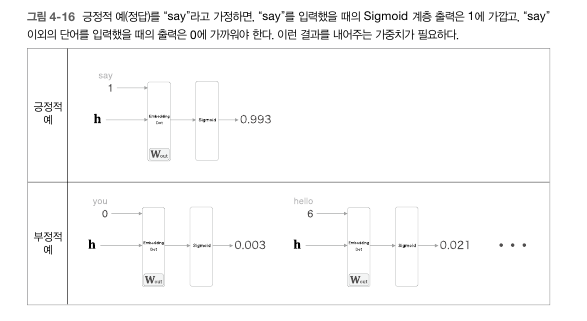 그림 4-16 긍정적 예(정답)를 “say”라고 가정하면, “say”를 입력했을 때의 Sigmoid 계층 출력은 1에 가깝고, “say”
이외의 단어를 입력했을 때의 출력은 0에 가까워야 한다. 이런 결과를 내어주는 가중치가 필요하다.
긍정적
예
say
1
h
Embedding
Dot
Sigmoid
0.993
Wout
부정적
예
you
0
h
Embedding
Dot
Sigmoid
0.003
Wout
hello
6
h
Embedding
Dot
Sigmoid
0.021
Wout
• • •